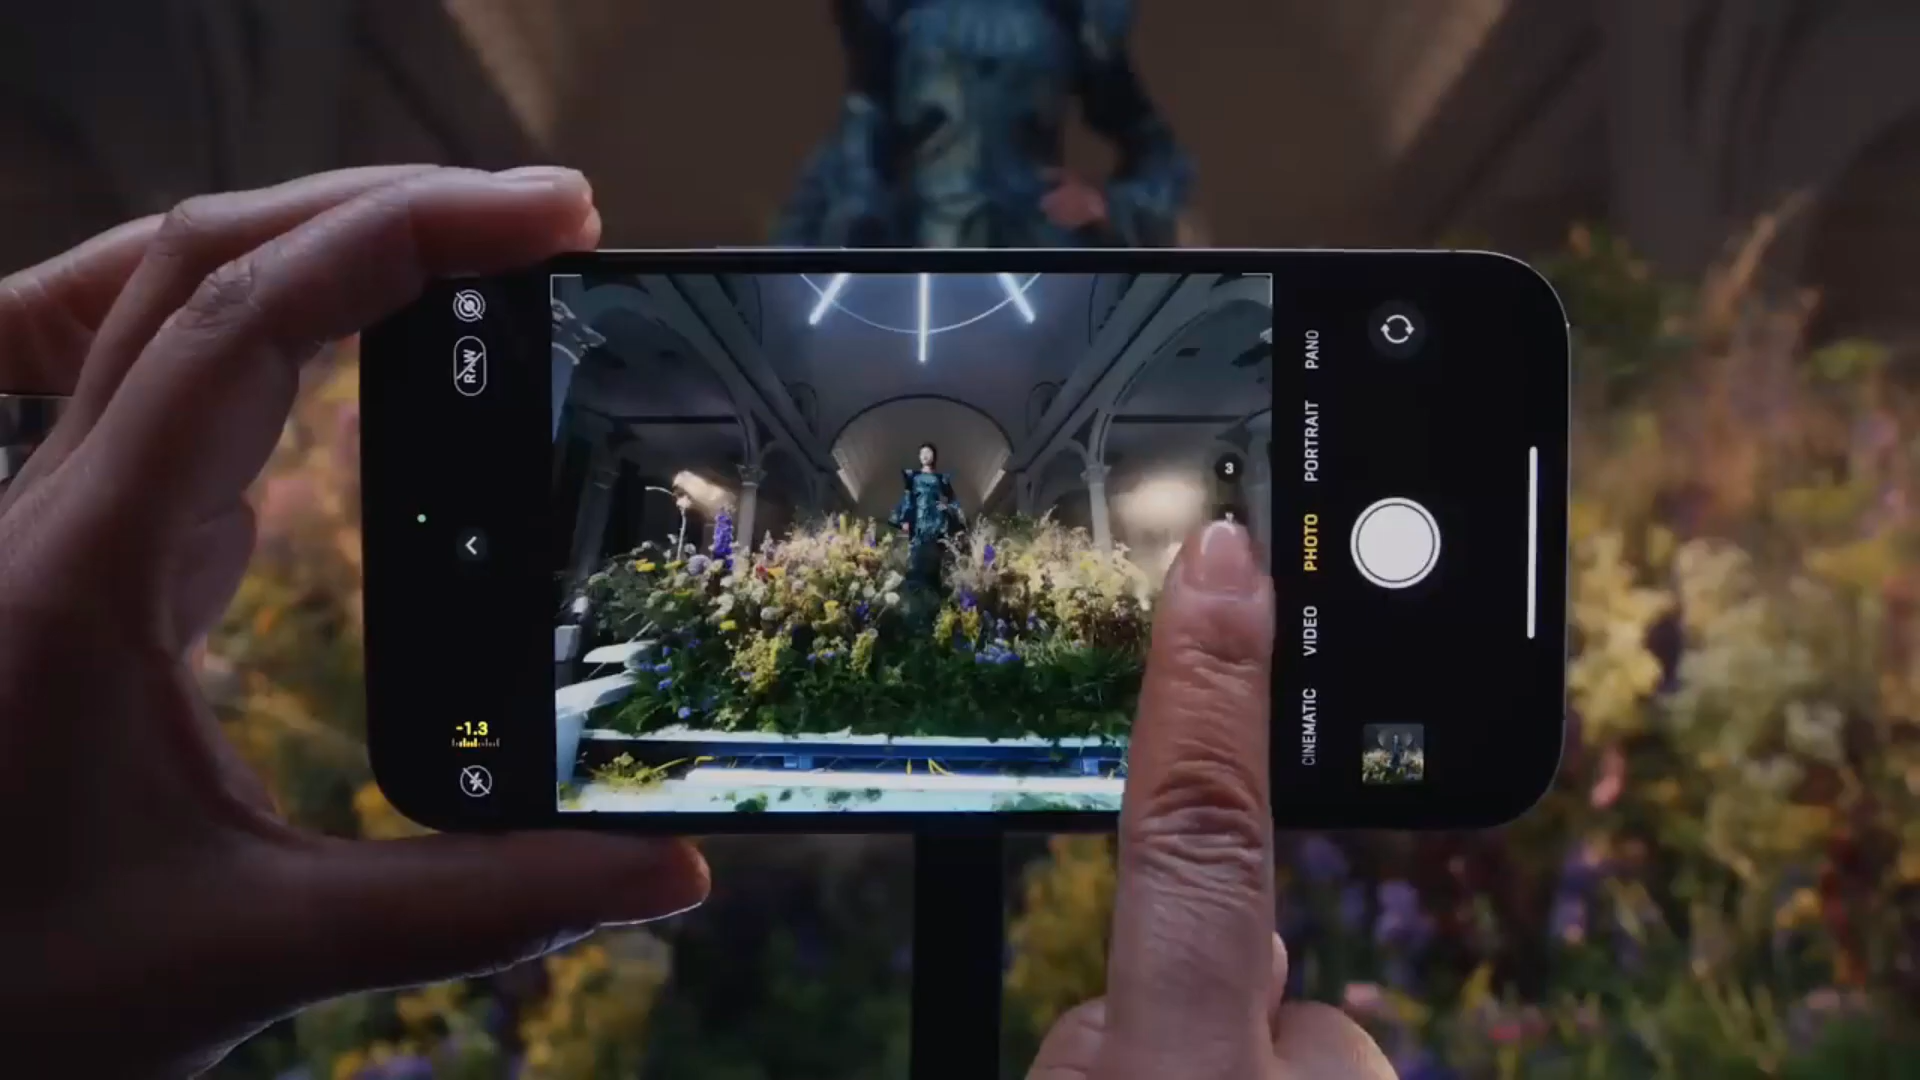 RAW
-1.3
3
PANO
PORTRAIT
PHOTO
VIDEO
CINEMATIC